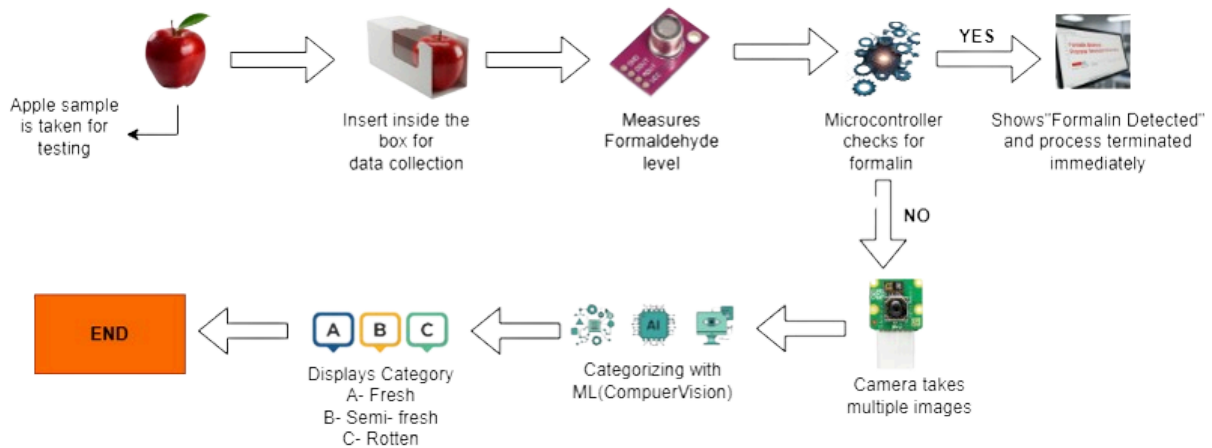 Apple sample
is taken for
testing
Insert inside the
box for
data collection
Measures
Formaldehyde
level
Microcontroller
checks for
formalin
YES
Shows"Formalin Detected"
and process terminated
immediately
NO
Camera takes
multiple images
AI
Categorizing with
ML(CompuerVision)
A B C
Displays Category
A- Fresh
B- Semi- fresh
C- Rotten
END